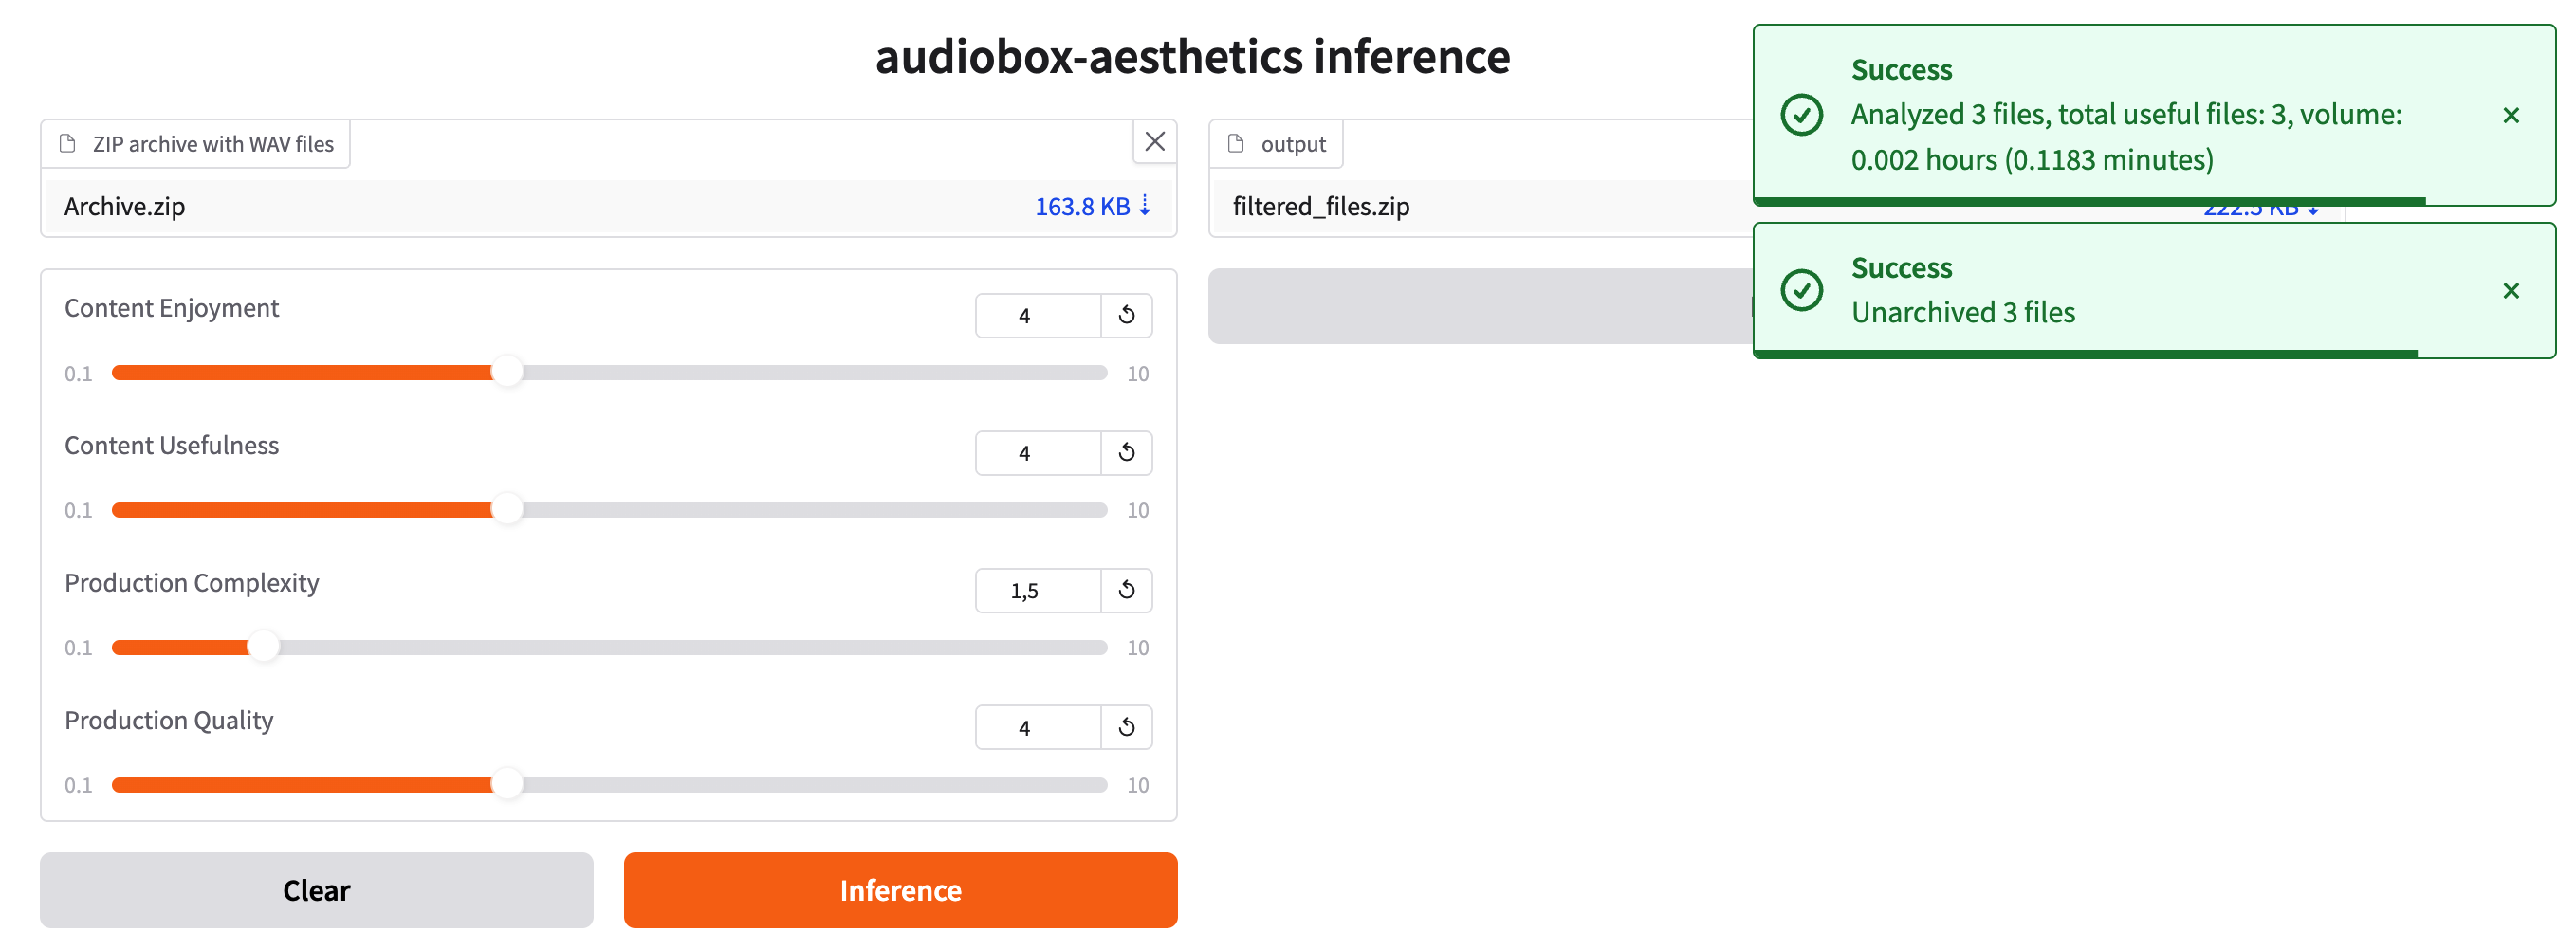 audiobox-aesthetics inference
ZIP archive with WAV files
Archive.zip
163.8 KB ⇣
Content Enjoyment
4
0.1
10
Content Usefulness
4
0.1
10
Production Complexity
1,5
0.1
10
Production Quality
4
0.1
10
Clear
Inference
output
filtered_files.zip
222.5 KB ⇣
Success
Analyzed 3 files, total useful files: 3, volume:
0.002 hours (0.1183 minutes)
Success
Unarchived 3 files